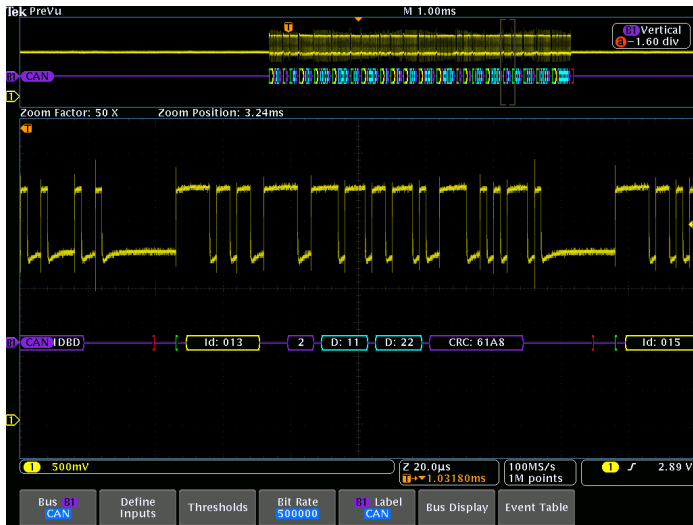 Tek PreVu M 1.00ms
B1 Vertical
a -1.60 div
T
B1 CAN
1
Zoom Factor: 50 X Zoom Position: 3.24ms
T
B1 CAN 1DBD Id: 013 2 D: 11 D: 22 CRC: 61A8 Id: 015
1
1 500mV
Z 20.0µs
T→▼1.03180ms
100MS/s
1M points
1 2.89 V
Bus B1
CAN
Define
Inputs
Thresholds
Bit Rate
500000
B1 Label
CAN
Bus Display
Event Table